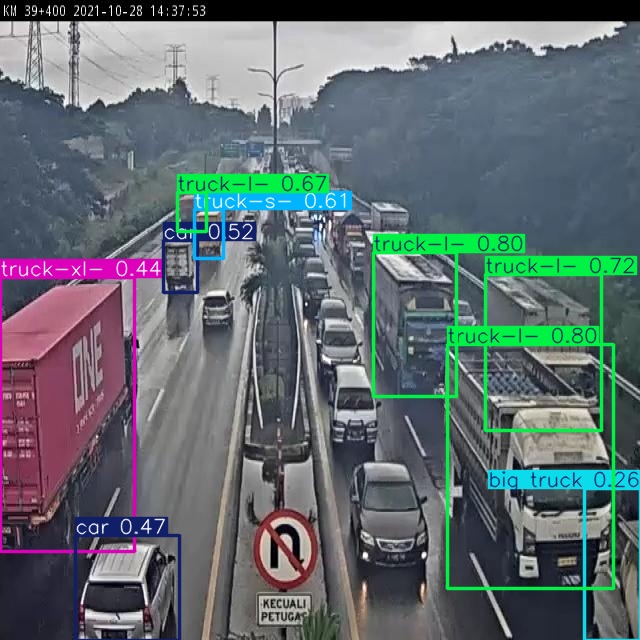 KM 39+400 2021-10-28 14:37:53
truck-l- 0.67
truck-s- 0.61
car 0.52
truck-l- 0.80
truck-xl- 0.44
truck-l- 0.72
truck-l- 0.80
ONE
big truck 0.26
car 0.47
ISUZU
KECUALI
PETUGAS